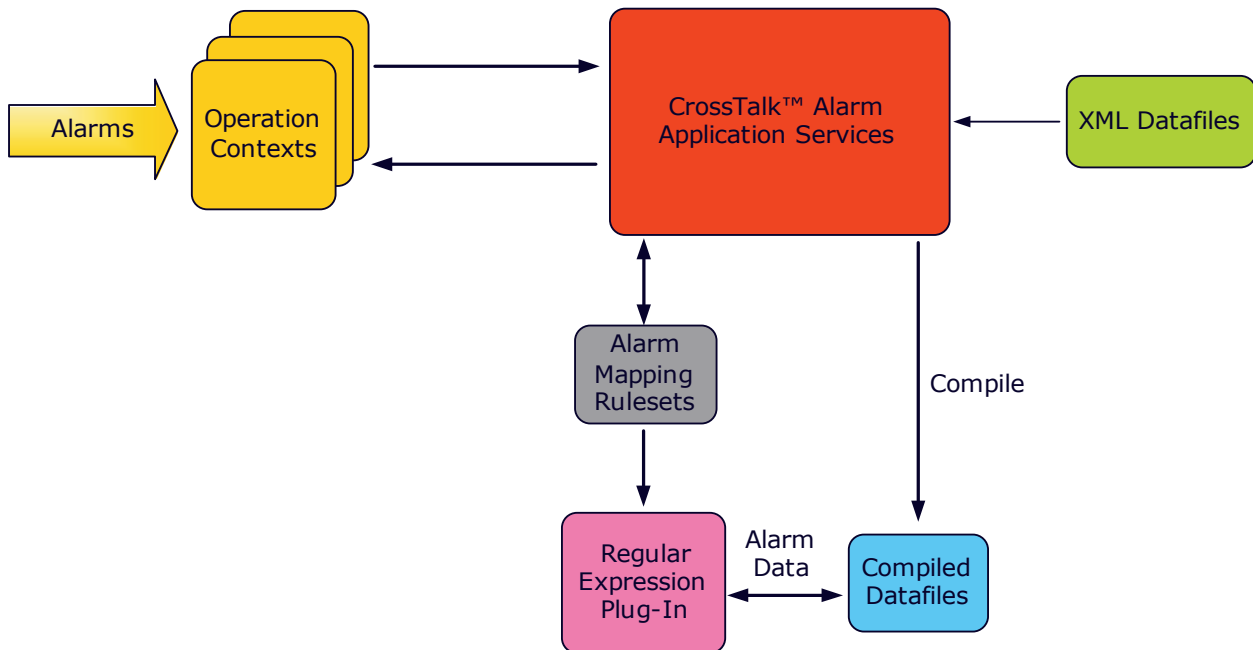 Alarms
Operation
Contexts
CrossTalk™ Alarm
Application Services
XML Datafiles
Alarm
Mapping
Rulesets
Compile
Regular
Expression
Plug-In
Alarm
Data
Compiled
Datafiles